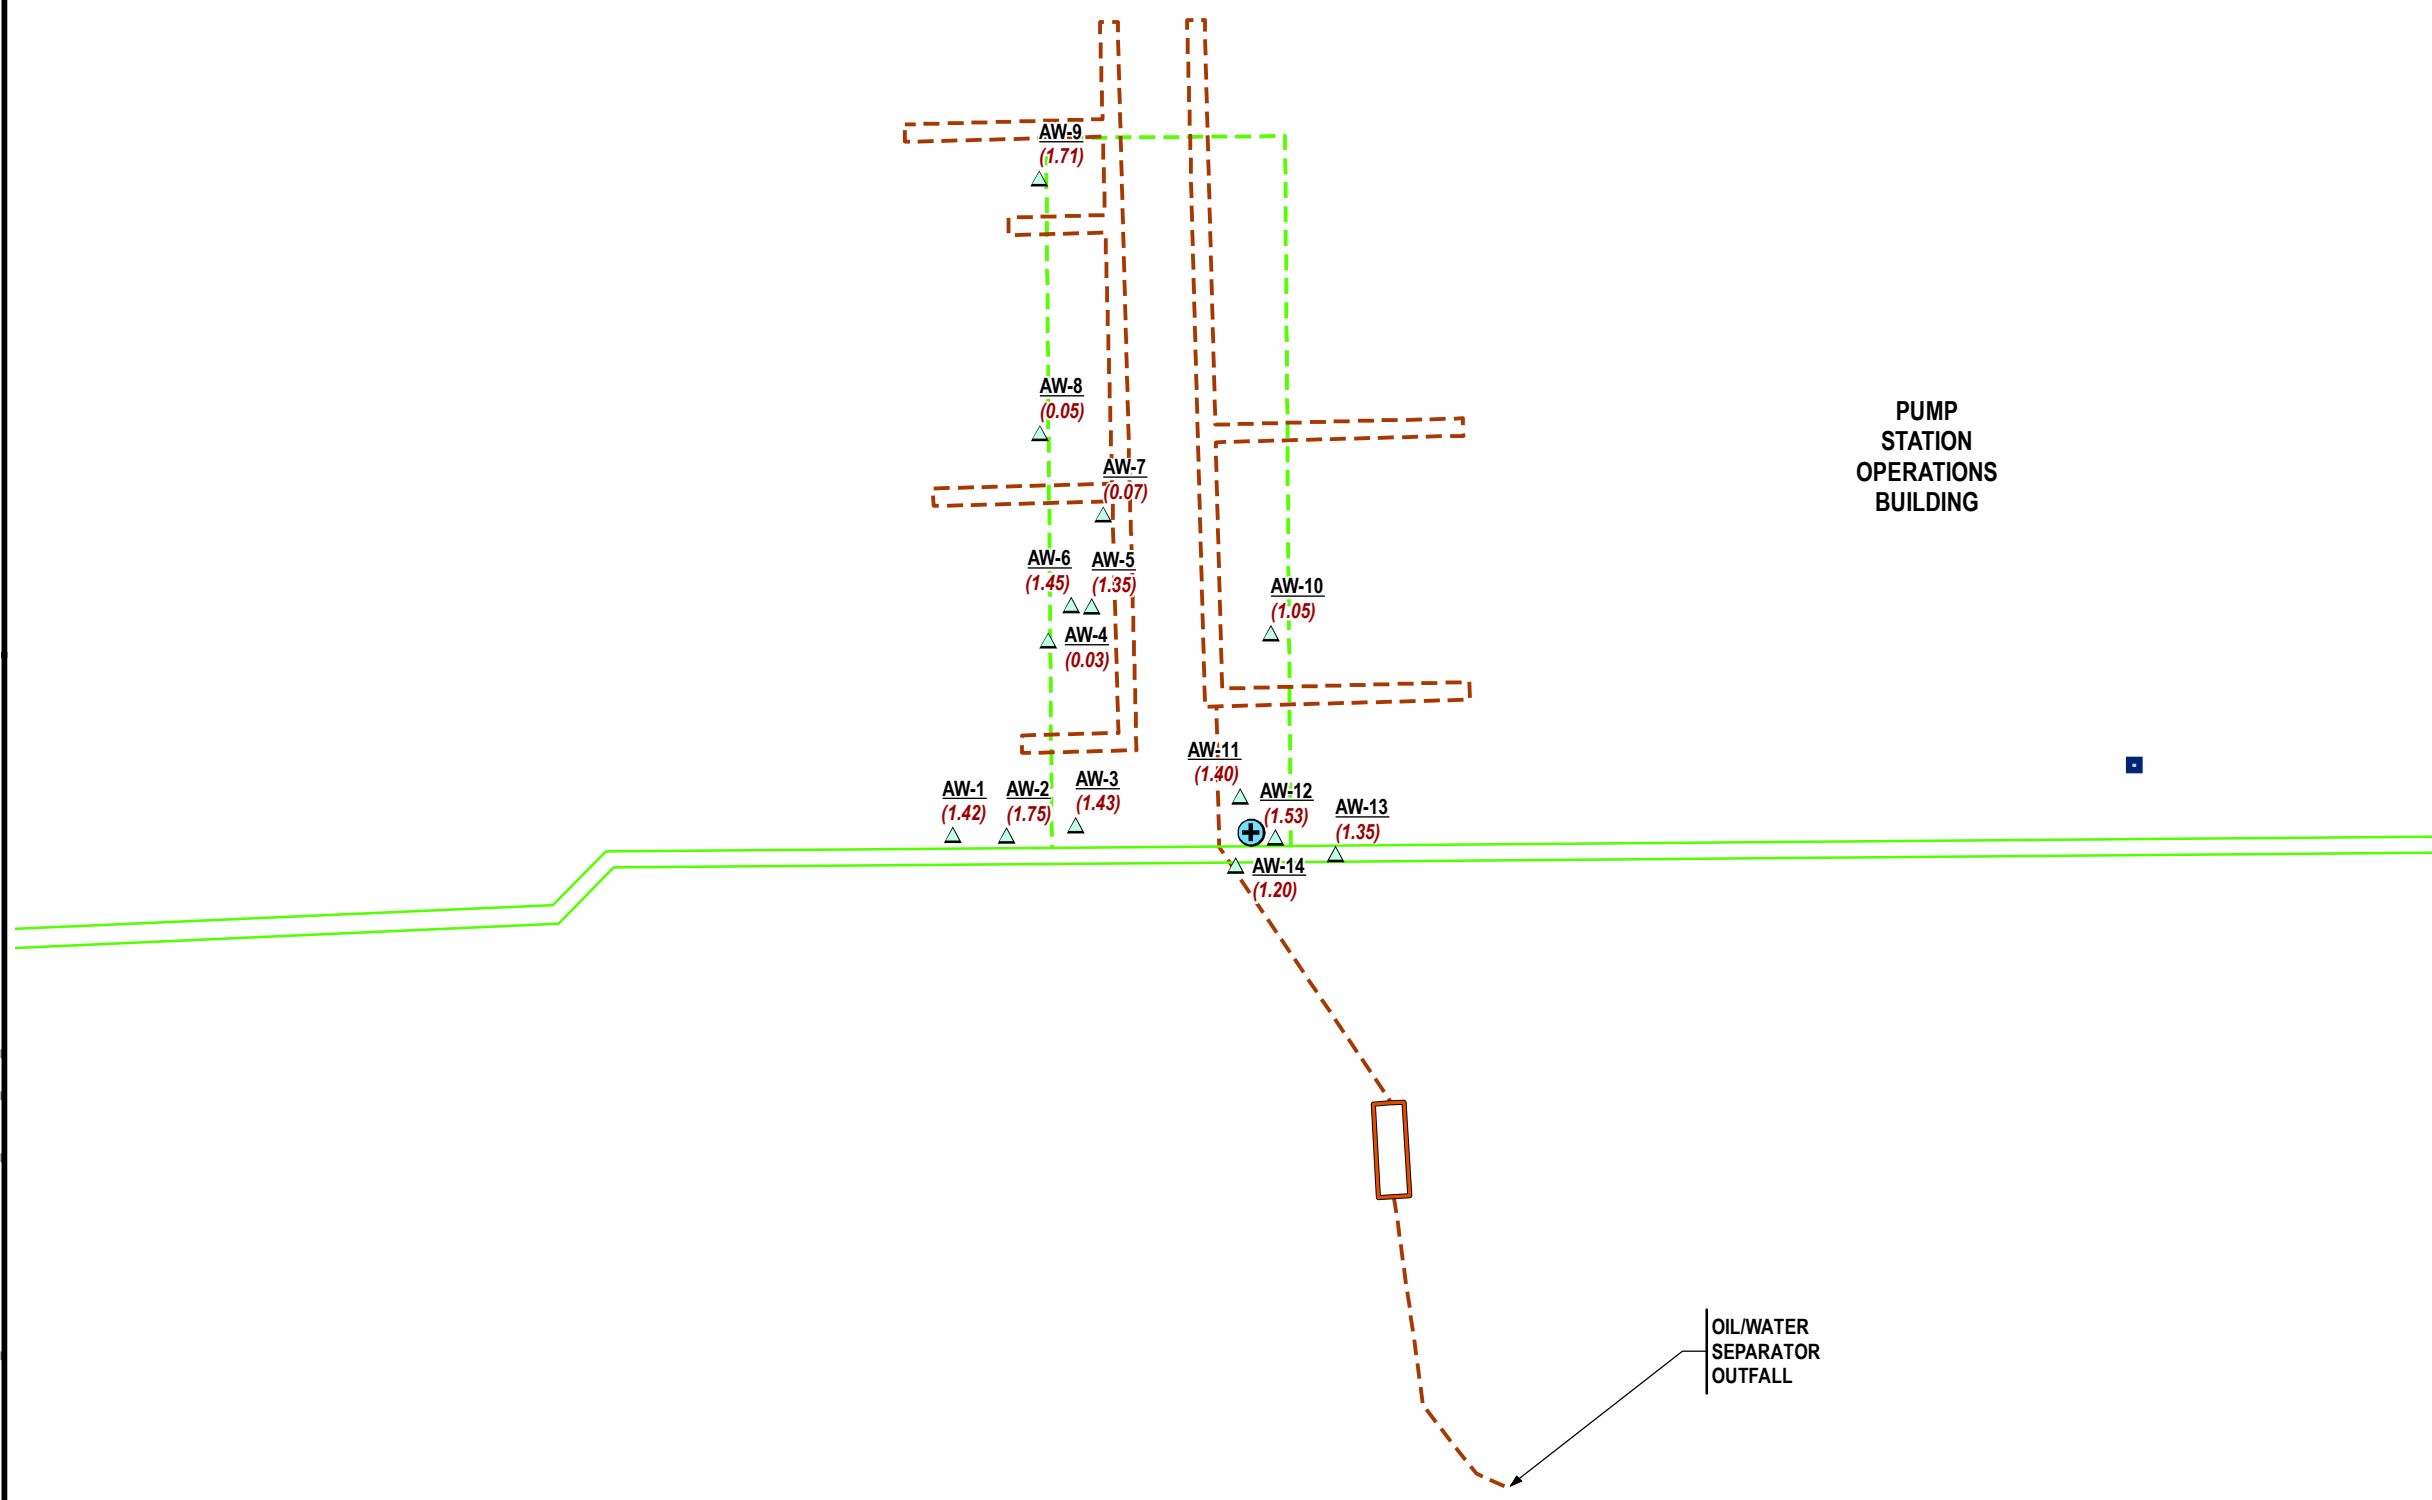 AW-9
(1.71)
AW-8
(0.05)
PUMP
STATION
OPERATIONS
BUILDING
AW-7
(0.07)
AW-6
(1.45)
AW-5
(1.35)
AW-10
(1.05)
AW-4
(0.03)
AW-11
(1.40)
AW-1
(1.42)
AW-2
(1.75)
AW-3
(1.43)
AW-12
(1.53)
AW-13
(1.35)
AW-14
(1.20)
OIL/WATER
SEPARATOR
OUTFALL